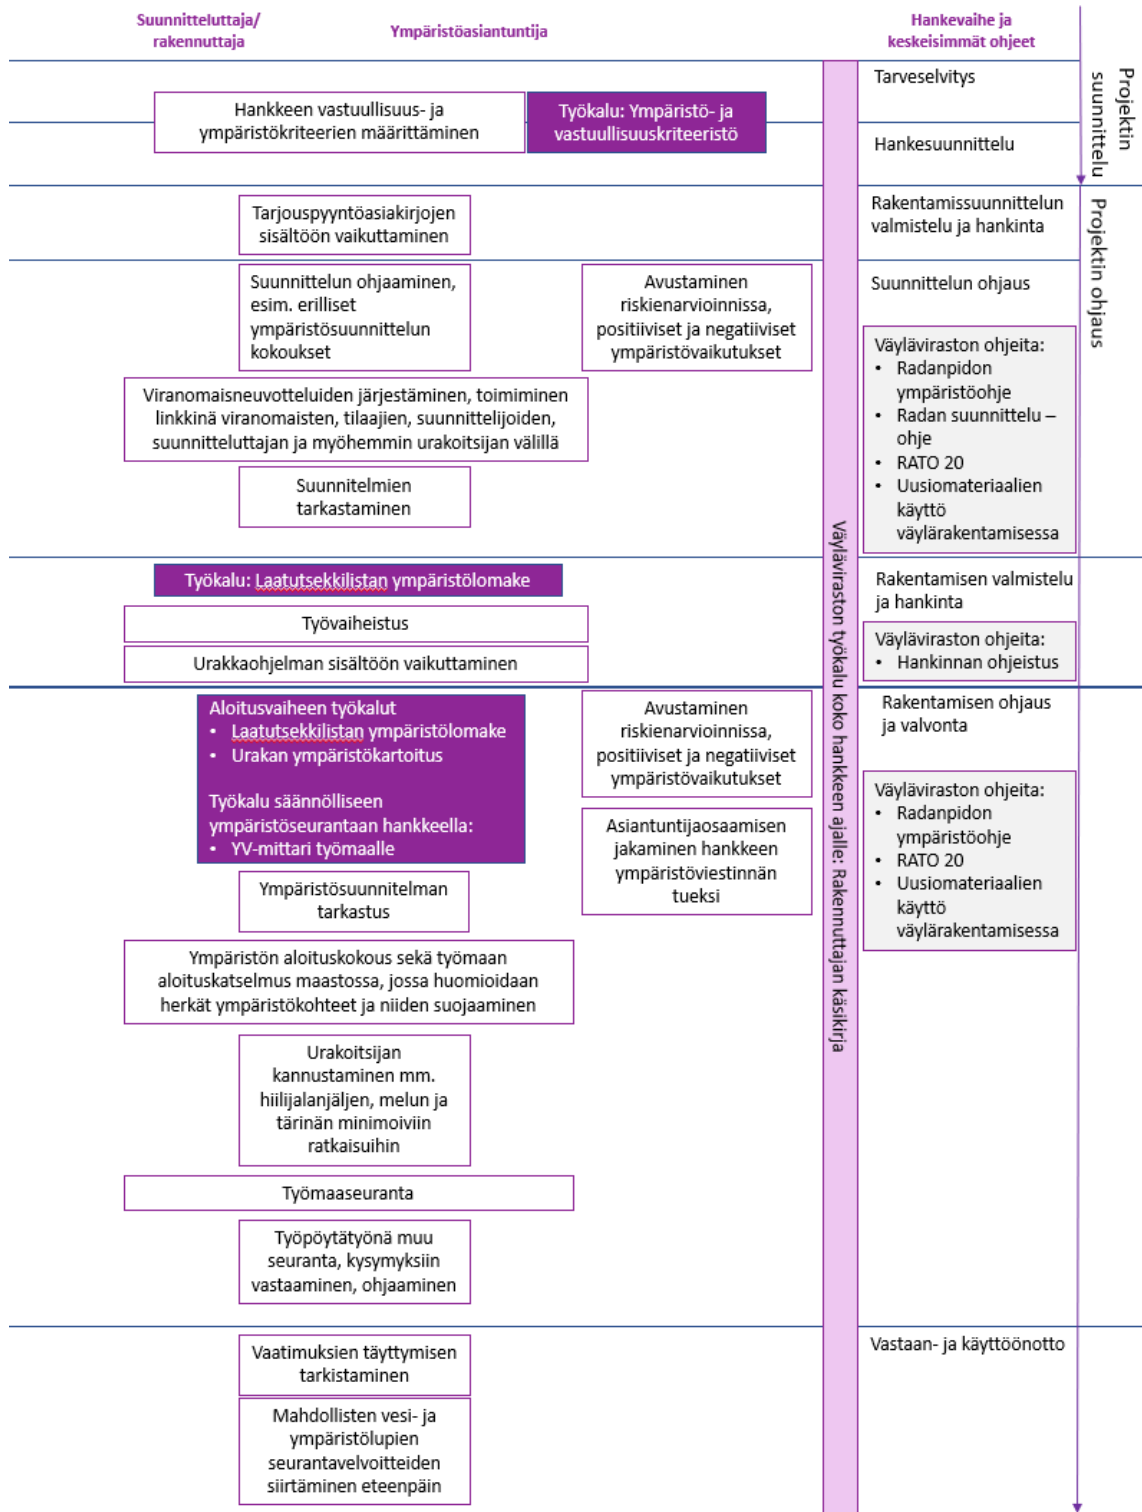 Suunnitteluttaja/
rakennuttaja
Ympäristöasiantuntija
Hankevaihe ja
keskeisimmät ohjeet
Projektin
suunnittelu
Tarveselvitys
Hankkeen vastuullisuus- ja
ympäristökriteerien määrittäminen
Työkalu: Ympäristö- ja
vastuullisuuskriteeristö
Hankesuunnittelu
Tarjouspyyntöasiakirjojen
sisältöön vaikuttaminen
Rakentamissuunnittelun
valmistelu ja hankinta
Projektin ohjaus
Suunnittelun ohjaaminen,
esim. erilliset
ympäristösuunnittelun
kokoukset
Avustaminen
riskienarvioinnissa,
positiiviset ja negatiiviset
ympäristövaikutukset
Suunnittelun ohjaus
Väyläviraston ohjeita:
• Radanpidon
ympäristöohje
• Radan suunnittelu –
ohje
• RATO 20
• Uusiomateriaalien
käyttö
väylärakentamisessa
Viranomaisneuvotteluiden järjestäminen, toimiminen
linkkinä viranomaisten, tilaajien, suunnittelijoiden,
suunnitteluttajan ja myöhemmin urakoitsijan välillä
Suunnitelmien
tarkastaminen
Väyläviraston työkalu koko hankkeen ajalle: Rakennuttajan käsikirja
Työkalu: Laatutsekkilistan ympäristölomake
Työvaiheistus
Urakkaohjelman sisältöön vaikuttaminen
Rakentamisen valmistelu
ja hankinta
Väyläviraston ohjeita:
• Hankinnan ohjeistus
Aloitusvaiheen työkalut
• Laatutsekkilistan ympäristölomake
• Urakan ympäristökartoitus
Työkalu säännölliseen
ympäristöseurantaan hankkeella:
• YV-mittari työmaalle
Avustaminen
riskienarvioinnissa,
positiiviset ja negatiiviset
ympäristövaikutukset
Asiantuntijaosaamisen
jakaminen hankkeen
ympäristöviestinnän
tueksi
Rakentamisen ohjaus
ja valvonta
Väyläviraston ohjeita:
• Radanpidon
ympäristöohje
• RATO 20
• Uusiomateriaalien
käyttö
väylärakentamisessa
Ympäristösuunnitelman
tarkastus
Ympäristön aloituskokous sekä työmaan
aloituskatselmus maastossa, jossa huomioidaan
herkät ympäristökohteet ja niiden suojaaminen
Urakoitsijan
kannustaminen mm.
hiilijalanjäljen, melun ja
tärinän minimoiviin
ratkaisuihin
Työmaaseuranta
Työpöytätyönä muu
seuranta, kysymyksiin
vastaaminen, ohjaaminen
Vaatimuksien täyttymisen
tarkistaminen
Vastaan- ja käyttöönotto
Mahdollisten vesi- ja
ympäristölupien
seurantavelvoitteiden
siirtäminen eteenpäin